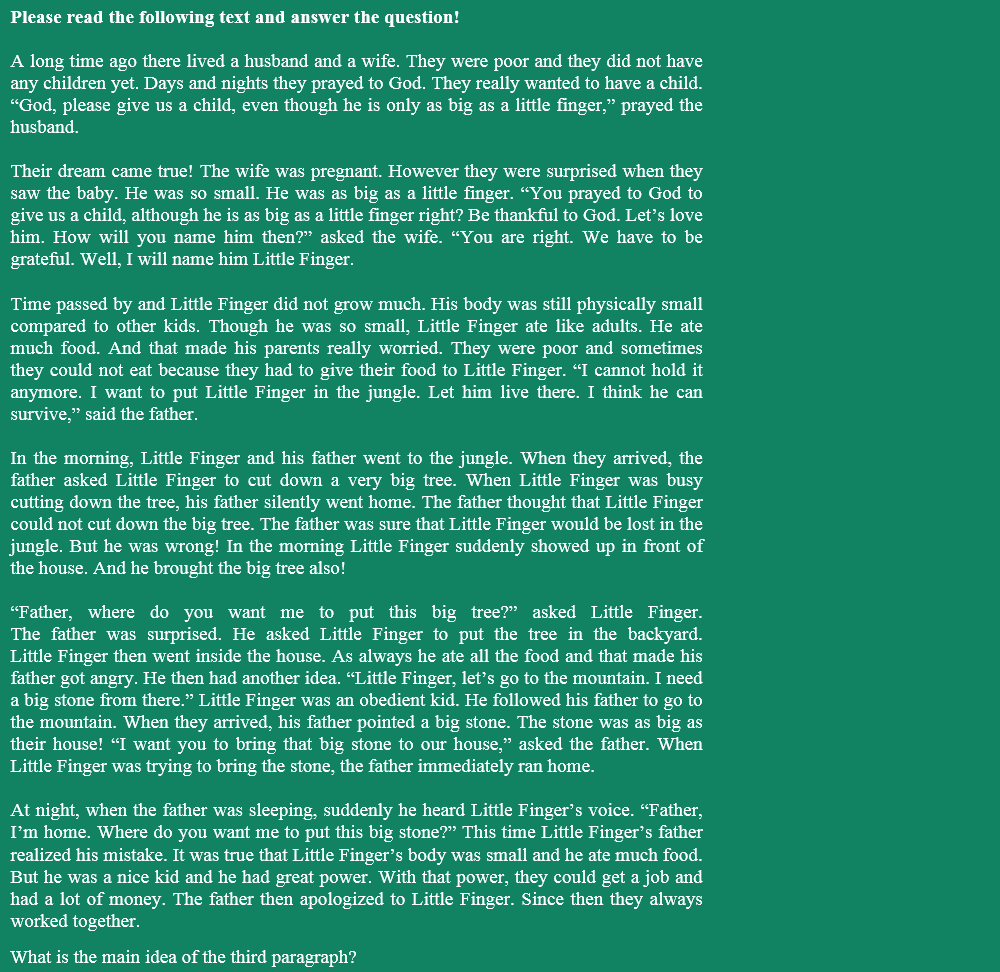 Please read the following text and answer the question!
A long time ago there lived a husband and a wife. They were poor and they did not have
any children yet. Days and nights they prayed to God. They really wanted to have a child.
“God, please give us a child, even though he is only as big as a little finger,” prayed the
husband.
Their dream came true! The wife was pregnant. However they were surprised when they
saw the baby. He was so small. He was as big as a little finger. “You prayed to God to
give us a child, although he is as big as a little finger right? Be thankful to God. Let’s love
him. How will you name him then?” asked the wife. “You are right. We have to be
grateful. Well, I will name him Little Finger.
Time passed by and Little Finger did not grow much. His body was still physically small
compared to other kids. Though he was so small, Little Finger ate like adults. He ate
much food. And that made his parents really worried. They were poor and sometimes
they could not eat because they had to give their food to Little Finger. “I cannot hold it
anymore. I want to put Little Finger in the jungle. Let him live there. I think he can
survive,” said the father.
In the morning, Little Finger and his father went to the jungle. When they arrived, the
father asked Little Finger to cut down a very big tree. When Little Finger was busy
cutting down the tree, his father silently went home. The father thought that Little Finger
could not cut down the big tree. The father was sure that Little Finger would be lost in the
jungle. But he was wrong! In the morning Little Finger suddenly showed up in front of
the house. And he brought the big tree also!
“Father, where do you want me to put this big tree?” asked Little Finger.
The father was surprised. He asked Little Finger to put the tree in the backyard.
Little Finger then went inside the house. As always he ate all the food and that made his
father got angry. He then had another idea. “Little Finger, let’s go to the mountain. I need
a big stone from there.” Little Finger was an obedient kid. He followed his father to go to
the mountain. When they arrived, his father pointed a big stone. The stone was as big as
their house! “I want you to bring that big stone to our house,” asked the father. When
Little Finger was trying to bring the stone, the father immediately ran home.
At night, when the father was sleeping, suddenly he heard Little Finger’s voice. “Father,
I’m home. Where do you want me to put this big stone?” This time Little Finger’s father
realized his mistake. It was true that Little Finger’s body was small and he ate much food.
But he was a nice kid and he had great power. With that power, they could get a job and
had a lot of money. The father then apologized to Little Finger. Since then they always
worked together.
What is the main idea of the third paragraph?